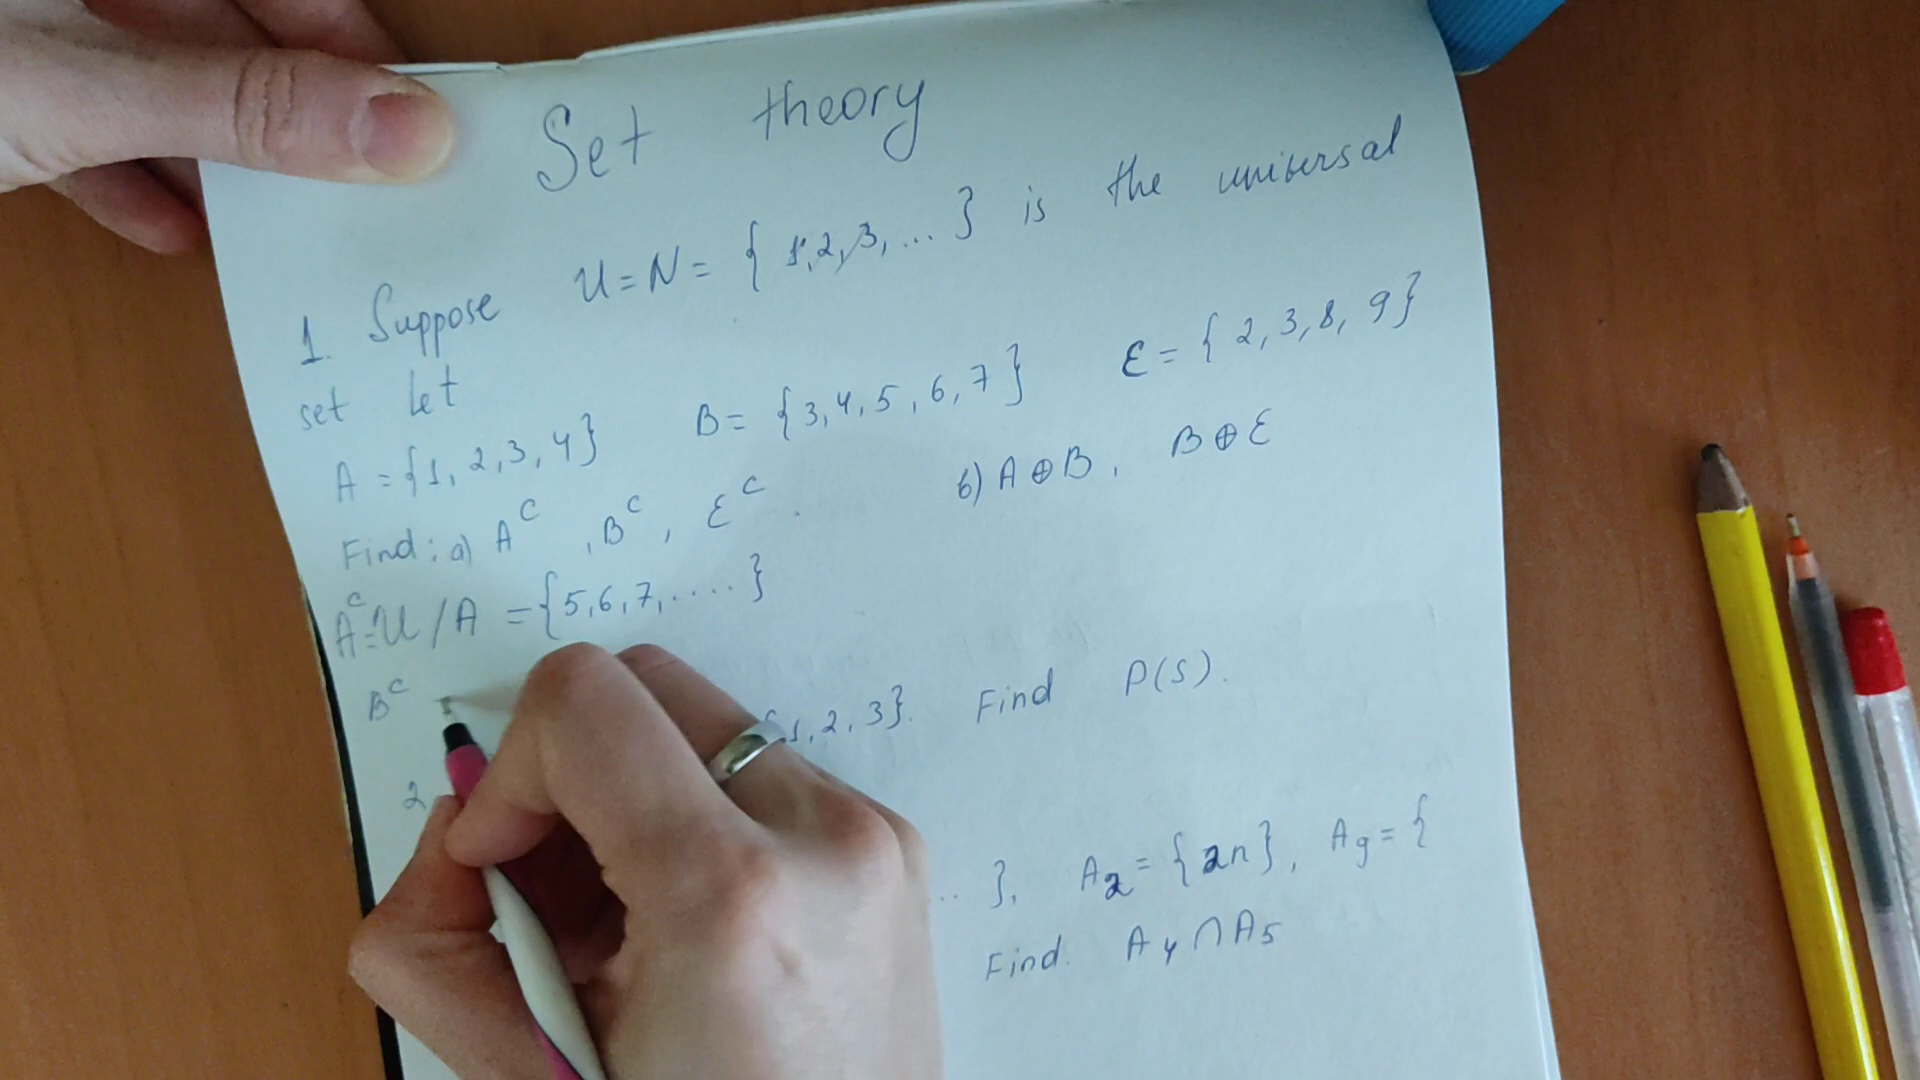 Set theory
1. Suppose U=N= { 1,2,3,... } is the universal
set let
A = {1, 2, 3, 4} B= {3,4,5,6,7} Ɛ= { 2,3,8,9}
Find: a) A^C , B^C , Ɛ^C . b) A⊕B, B⊕Ɛ
A^C=U/A = {5,6,7,....}
B^C
2 {1,2,3}. Find P(S).
.. }, A₂= {2n}, A₉= {
Find. A₄∩A₅